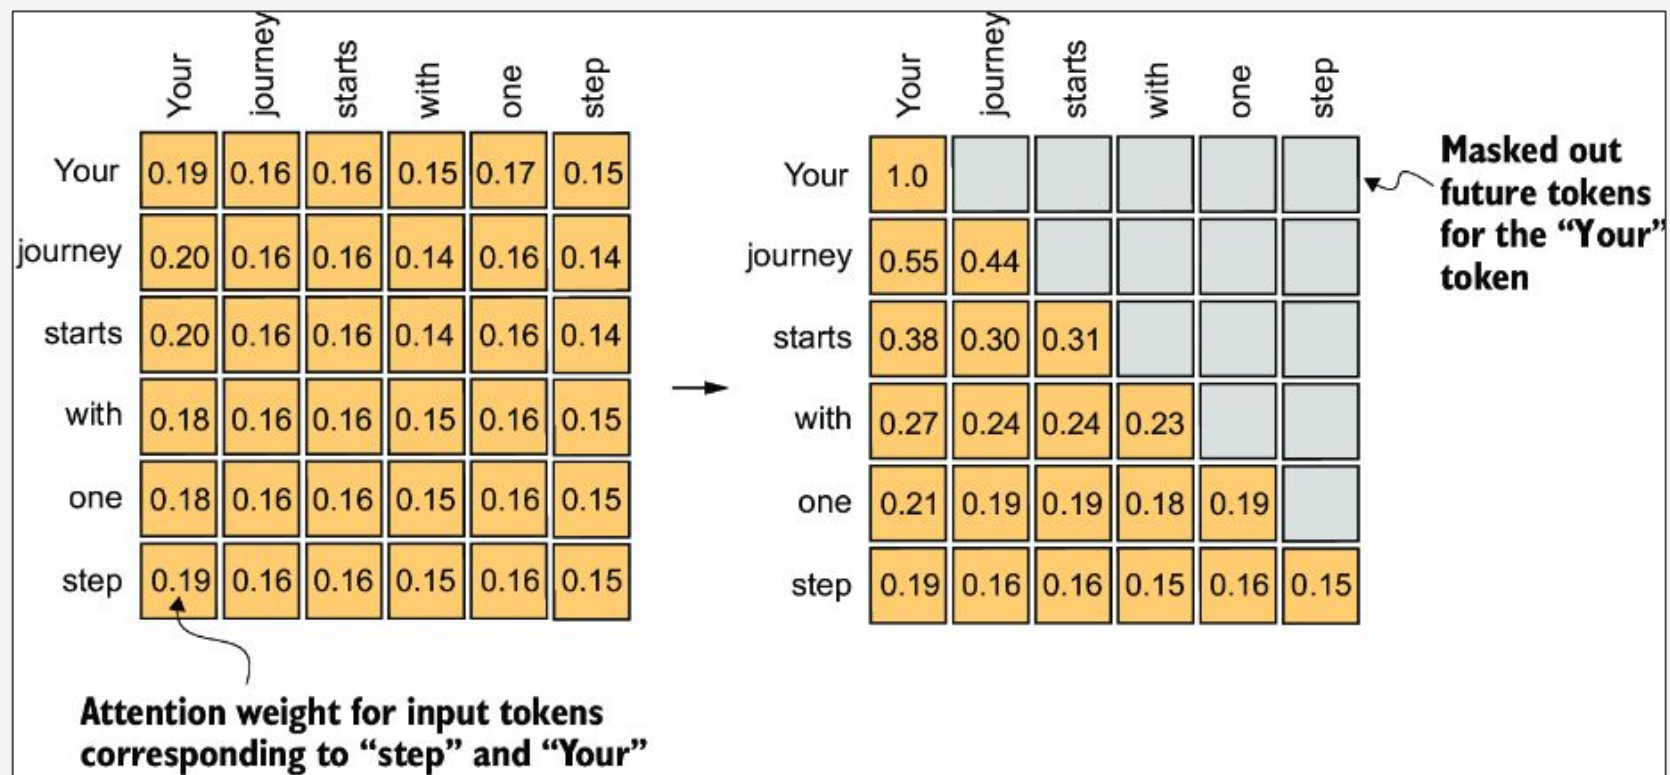 Your journey starts with one step
Your 0.19 0.16 0.16 0.15 0.17 0.15
journey 0.20 0.16 0.16 0.14 0.16 0.14
starts 0.20 0.16 0.16 0.14 0.16 0.14
with 0.18 0.16 0.16 0.15 0.16 0.15
one 0.18 0.16 0.16 0.15 0.16 0.15
step 0.19 0.16 0.16 0.15 0.16 0.15
Attention weight for input tokens
corresponding to “step” and “Your”
Your journey starts with one step
Your 1.0
journey 0.55 0.44
starts 0.38 0.30 0.31
with 0.27 0.24 0.24 0.23
one 0.21 0.19 0.19 0.18 0.19
step 0.19 0.16 0.16 0.15 0.16 0.15
Masked out
future tokens
for the “Your”
token